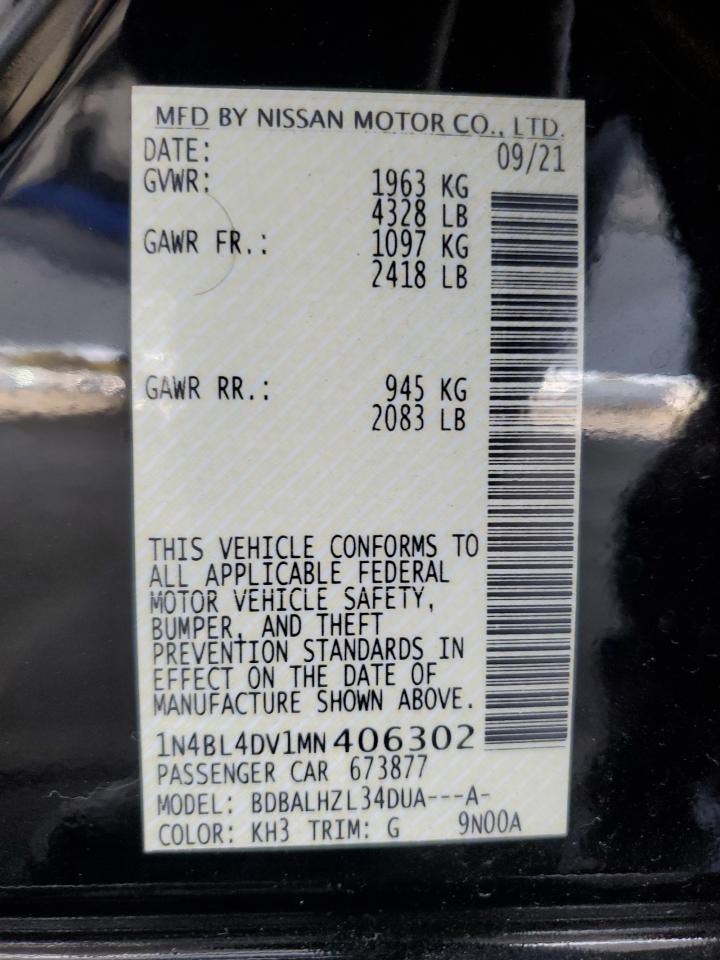 MFD BY NISSAN MOTOR CO., LTD.
DATE: 09/21
GVWR: 1963 KG
4328 LB
GAWR FR.: 1097 KG
2418 LB
GAWR RR.: 945 KG
2083 LB
THIS VEHICLE CONFORMS TO
ALL APPLICABLE FEDERAL
MOTOR VEHICLE SAFETY,
BUMPER, AND THEFT
PREVENTION STANDARDS IN
EFFECT ON THE DATE OF
MANUFACTURE SHOWN ABOVE.
1N4BL4DV1MN406302
PASSENGER CAR 673877
MODEL: BDBALHZL34DUA---A-
COLOR: KH3 TRIM: G 9N00A